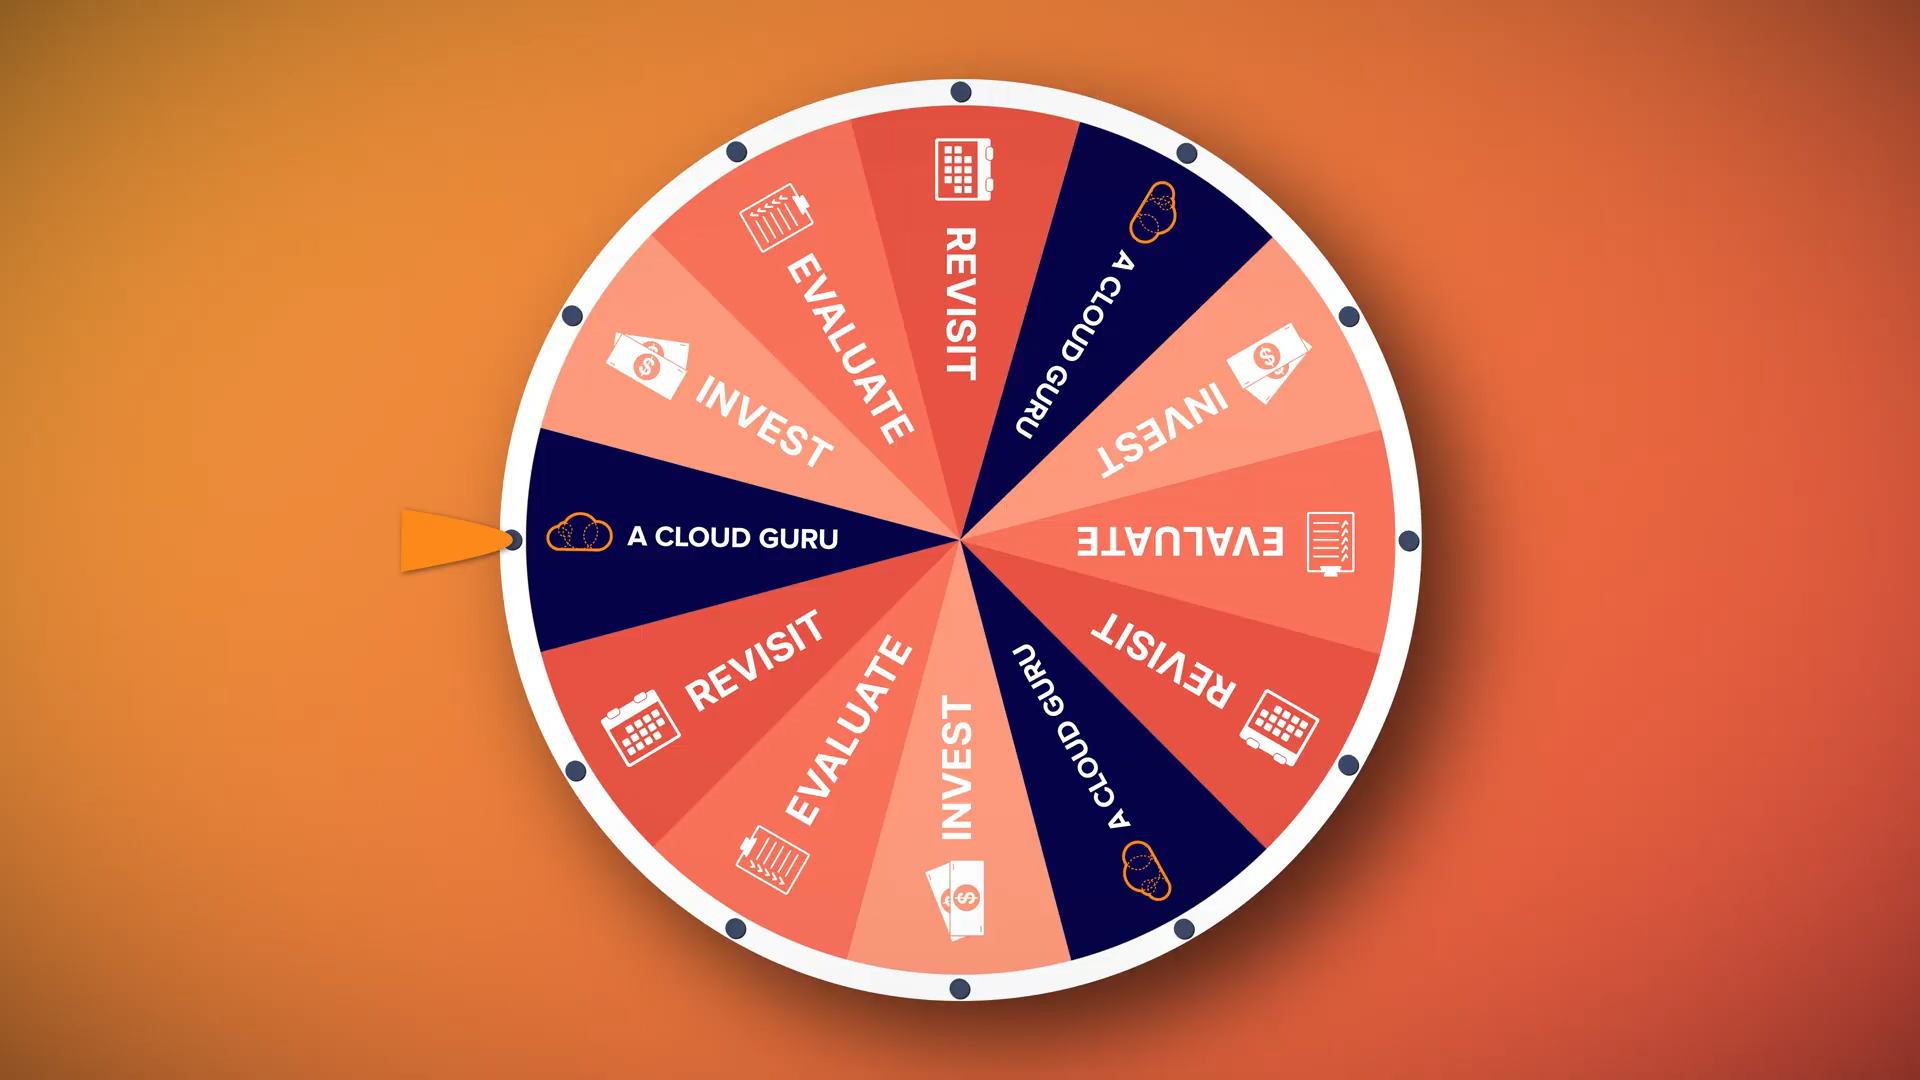 REVISIT
A CLOUD GURU
INVEST
EVALUATE
REVISIT
A CLOUD GURU
INVEST
EVALUATE
REVISIT
A CLOUD GURU
INVEST
EVALUATE